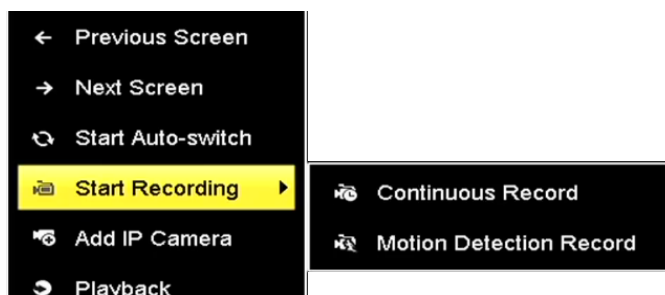 Previous Screen
Next Screen
Start Auto-switch
Start Recording
Continuous Record
Add IP Camera
Motion Detection Record
Playback